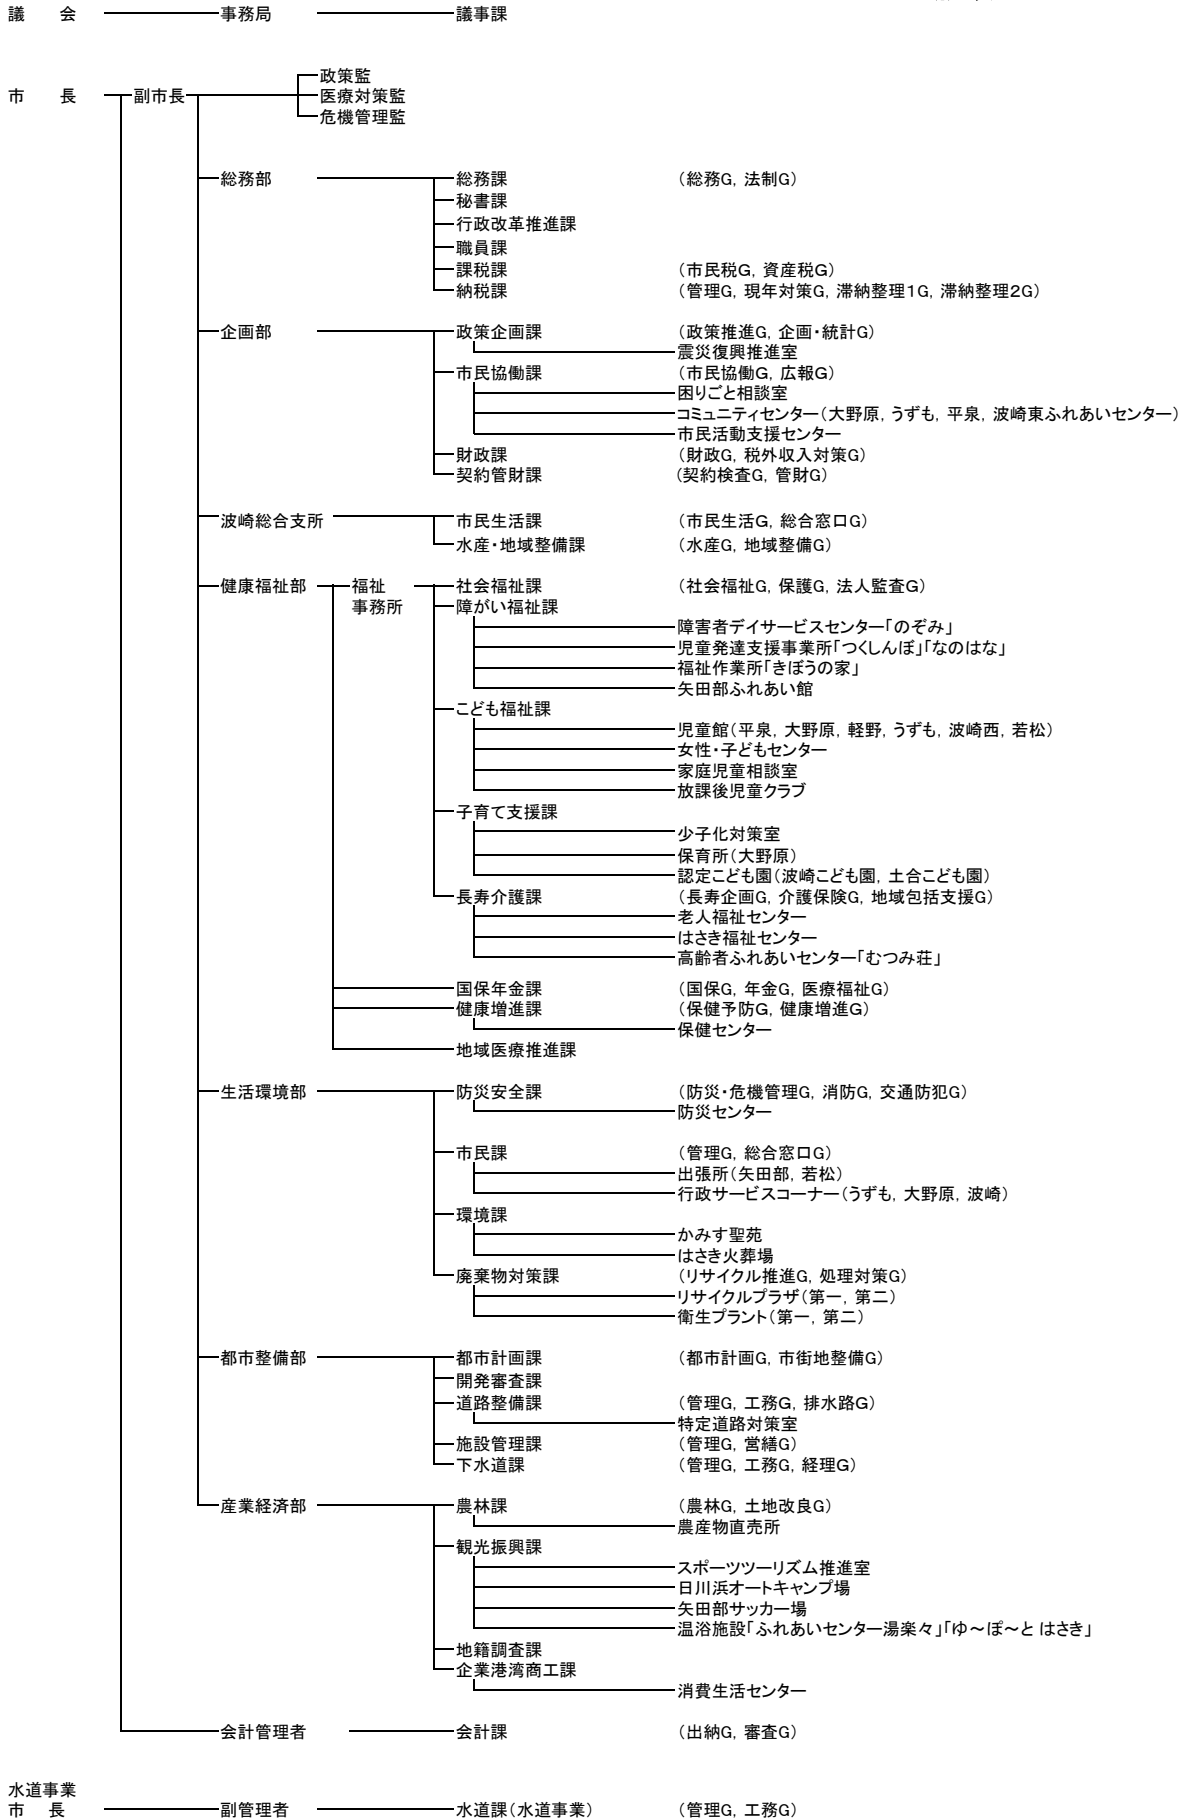 議　会 事務局 議事課
政策監
市　長 副市長 医療対策監
危機管理監
総務部 総務課 （総務G, 法制G）
秘書課
行政改革推進課
職員課
課税課 （市民税G, 資産税G）
納税課 （管理G, 現年対策G, 滞納整理1G, 滞納整理2G）
企画部 政策企画課 （政策推進G, 企画・統計G）
震災復興推進室
市民協働課 （市民協働G, 広報G）
困りごと相談室
コミュニティセンター（大野原, うずも, 平泉, 波崎東ふれあいセンター）
市民活動支援センター
財政課 （財政G, 税外収入対策G）
契約管財課 （契約検査G, 管財G）
波崎総合支所 市民生活課 （市民生活G, 総合窓口G）
水産・地域整備課 （水産G, 地域整備G）
健康福祉部 福祉 社会福祉課 （社会福祉G, 保護G, 法人監査G）
事務所 障がい福祉課
障害者デイサービスセンター「のぞみ」
児童発達支援事業所「つくしんぼ」「なのはな」
福祉作業所「きぼうの家」
矢田部ふれあい館
こども福祉課
児童館（平泉, 大野原, 軽野, うずも, 波崎西, 若松）
女性・子どもセンター
家庭児童相談室
放課後児童クラブ
子育て支援課
少子化対策室
保育所（大野原）
認定こども園（波崎こども園, 土合こども園）
長寿介護課 （長寿企画G, 介護保険G, 地域包括支援G）
老人福祉センター
はさき福祉センター
高齢者ふれあいセンター「むつみ荘」
国保年金課 （国保G, 年金G, 医療福祉G）
健康増進課 （保健予防G, 健康増進G）
保健センター
地域医療推進課
生活環境部 防災安全課 （防災・危機管理G, 消防G, 交通防犯G）
防災センター
市民課 （管理G, 総合窓口G）
出張所（矢田部, 若松）
行政サービスコーナー（うずも, 大野原, 波崎）
環境課
かみす聖苑
はさき火葬場
廃棄物対策課 （リサイクル推進G, 処理対策G）
リサイクルプラザ（第一, 第二）
衛生プラント（第一, 第二）
都市整備部 都市計画課 （都市計画G, 市街地整備G）
開発審査課
道路整備課 （管理G, 工務G, 排水路G）
特定道路対策室
施設管理課 （管理G, 営繕G）
下水道課 （管理G, 工務G, 経理G）
産業経済部 農林課 （農林G, 土地改良G）
農産物直売所
観光振興課
スポーツツーリズム推進室
日川浜オートキャンプ場
矢田部サッカー場
温浴施設「ふれあいセンター湯楽々」「ゆ～ぽ～と はさき」
地籍調査課
企業港湾商工課
消費生活センター
会計管理者 会計課 （出納G, 審査G）
水道事業
市　長 副管理者 水道課（水道事業） （管理G, 工務G）